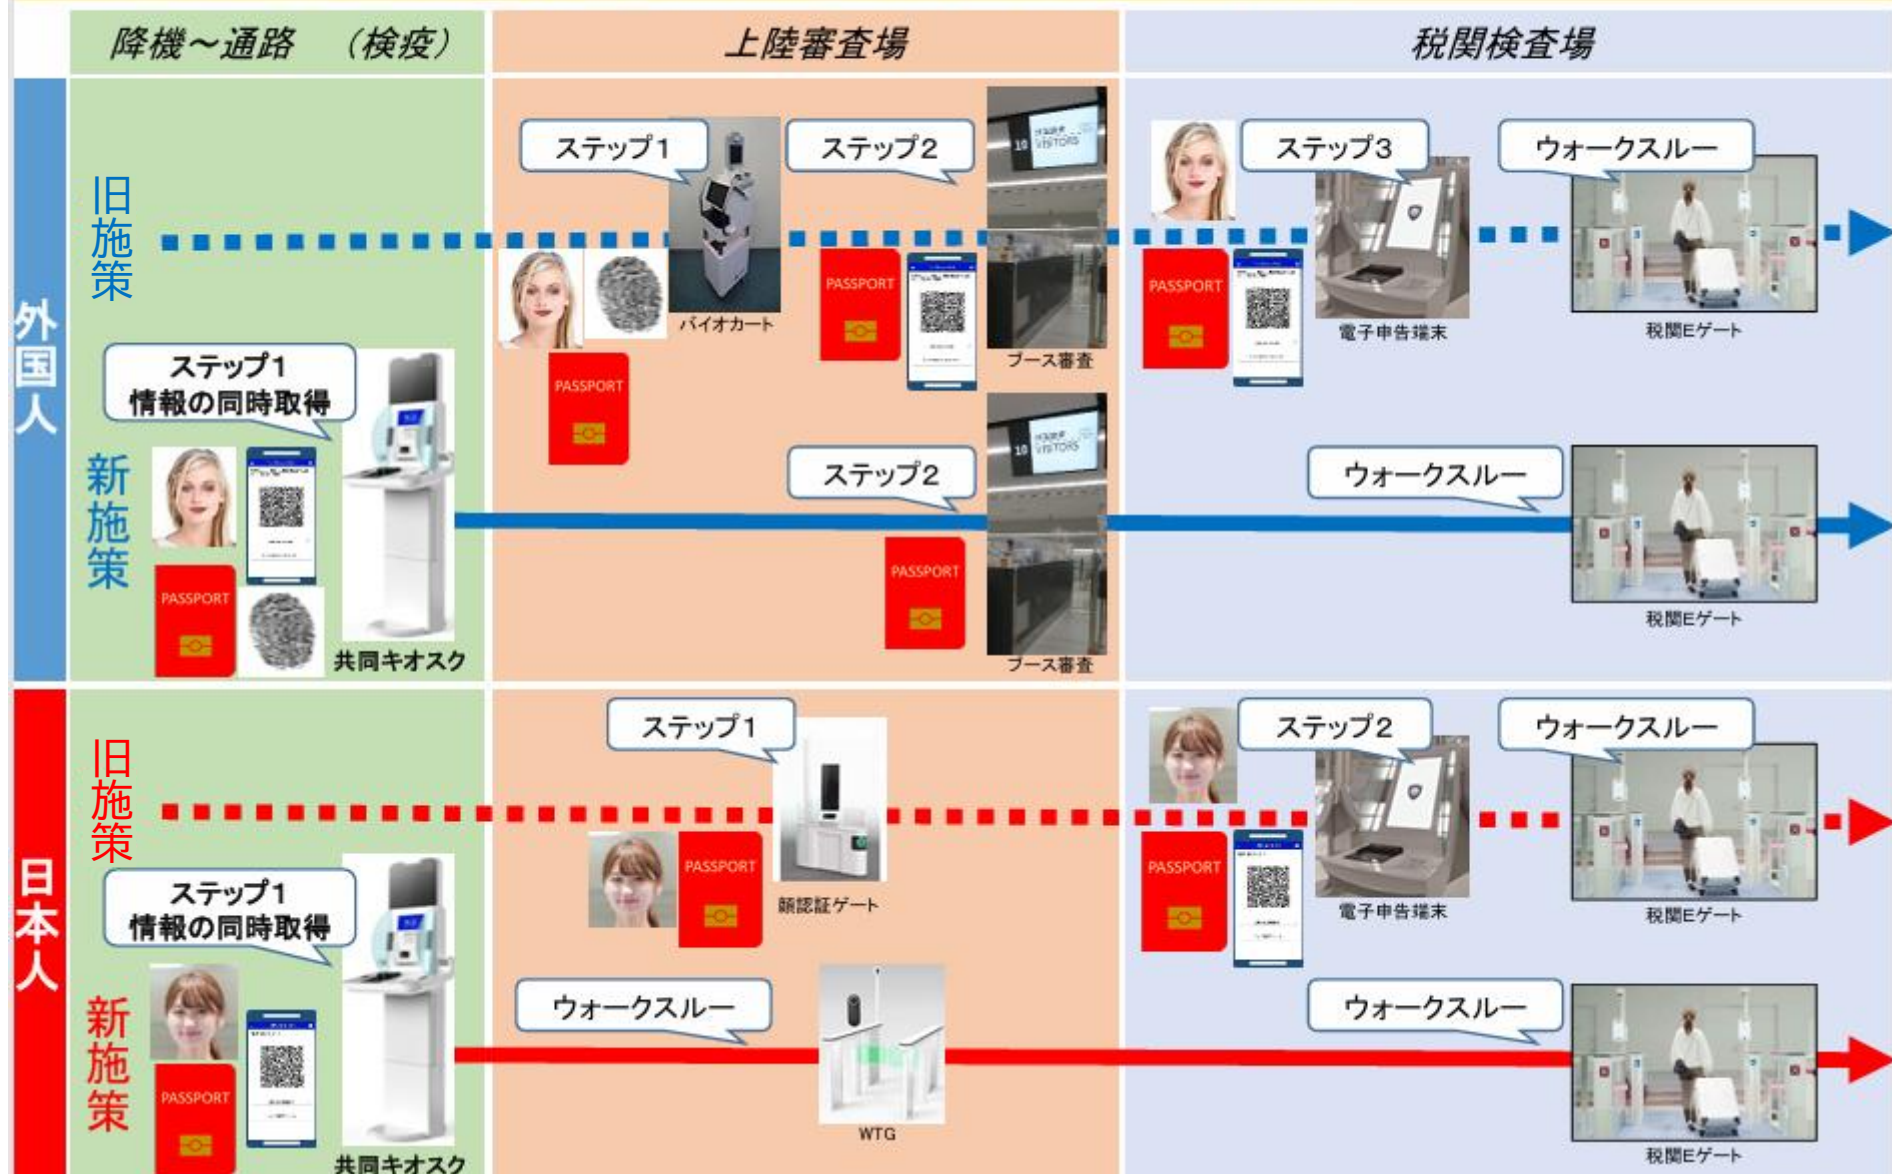 降機～通路　（検疫）
上陸審査場
税関検査場
外国人
旧施策
ステップ1
バイオカート
PASSPORT
ステップ2
PASSPORT
10
VISITORS
ブース審査
PASSPORT
ステップ3
電子申告端末
ウォークスルー
税関Eゲート
新施策
ステップ1
情報の同時取得
PASSPORT
共同キオスク
ステップ2
10
VISITORS
PASSPORT
ブース審査
ウォークスルー
税関Eゲート
日本人
旧施策
ステップ1
PASSPORT
顔認証ゲート
ステップ2
PASSPORT
電子申告端末
ウォークスルー
税関Eゲート
新施策
ステップ1
情報の同時取得
PASSPORT
共同キオスク
ウォークスルー
WTG
ウォークスルー
税関Eゲート